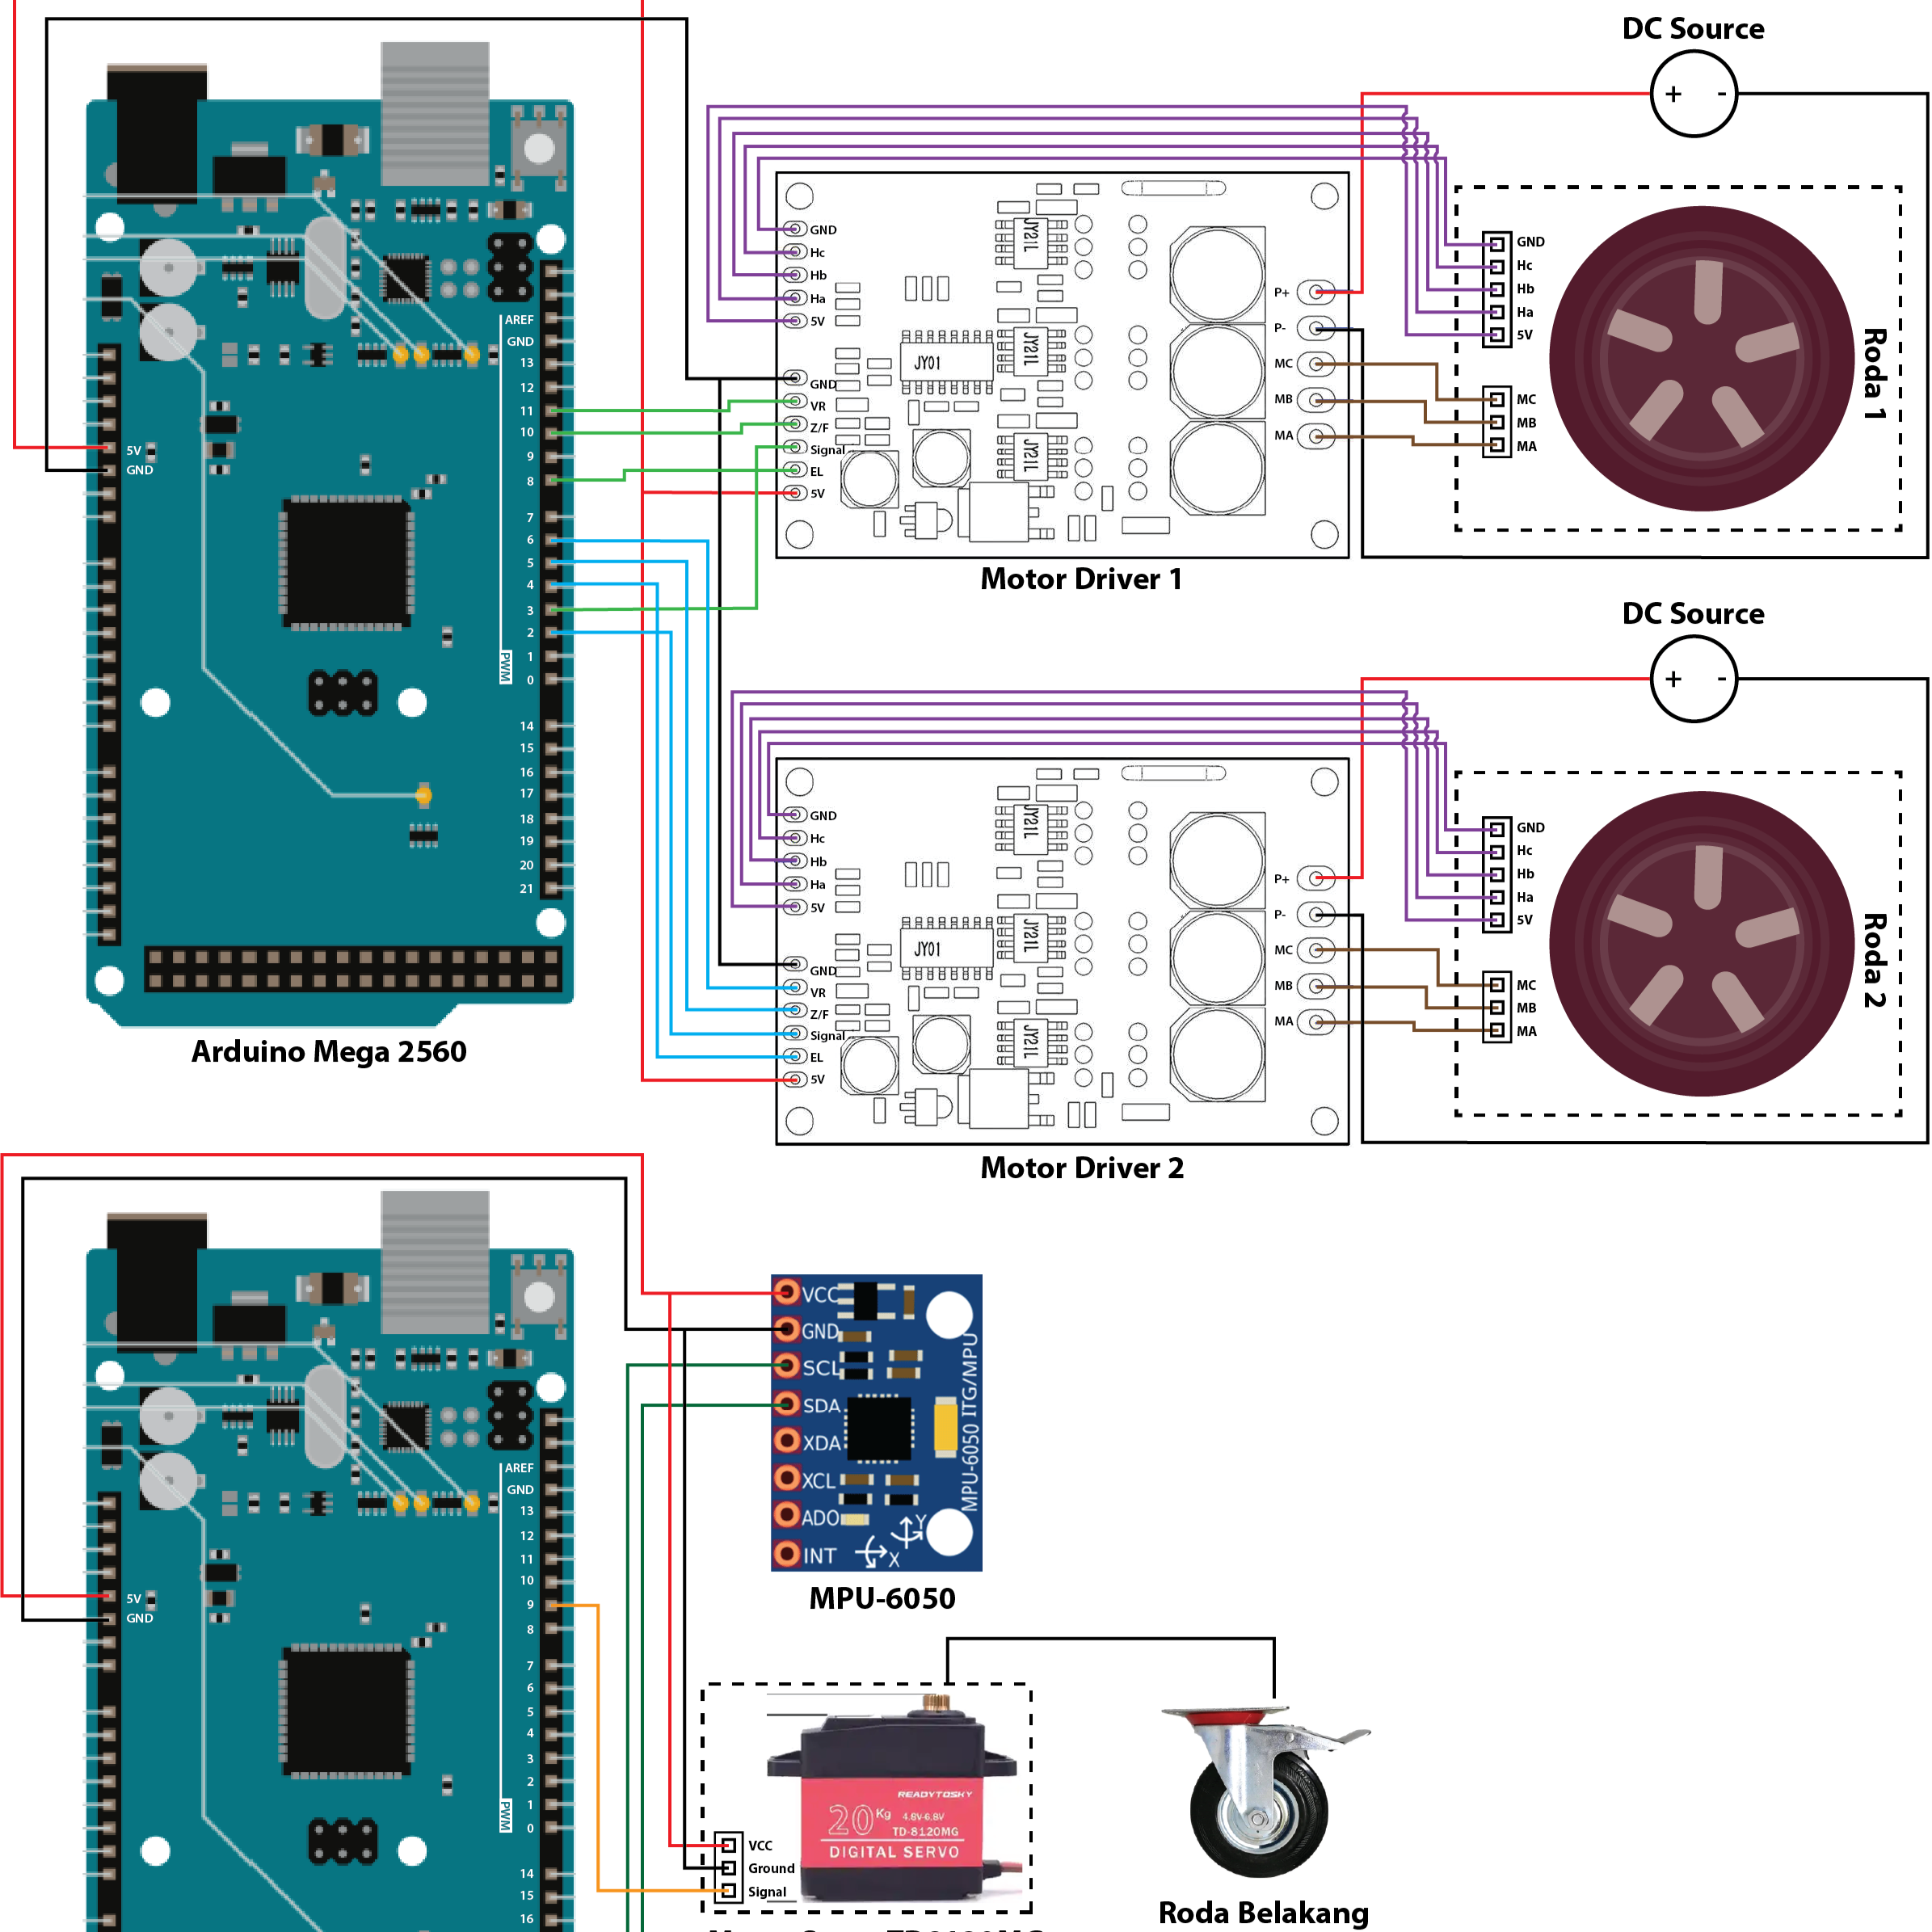 DC Source
+ -
GND
Hc
Hb
Ha
5V
GND
VR
Z/F
Signal
EL
5V
JY21L
JY21L
JY21L
JY01
P+
P-
MC
MB
MA
GND
Hc
Hb
Ha
5V
MC
MB
MA
Roda 1
Motor Driver 1
AREF
GND
13
12
11
10
9
8
7
6
5
4
3
2
1
0
PWM
14
15
16
17
18
19
20
21
5V
GND
Arduino Mega 2560
DC Source
+ -
GND
Hc
Hb
Ha
5V
GND
VR
Z/F
Signal
EL
5V
JY21L
JY21L
JY21L
JY01
P+
P-
MC
MB
MA
GND
Hc
Hb
Ha
5V
MC
MB
MA
Roda 2
Motor Driver 2
AREF
GND
13
12
11
10
9
8
7
6
5
4
3
2
1
0
PWM
14
15
16
5V
GND
VCC
GND
SCL
SDA
XDA
XCL
ADO
INT
MPU-6050 ITG/MPU
Y
X
MPU-6050
READYTOSKY
20Kg 4.8V-6.8V
TD-8120MG
DIGITAL SERVO
VCC
Ground
Signal
Roda Belakang